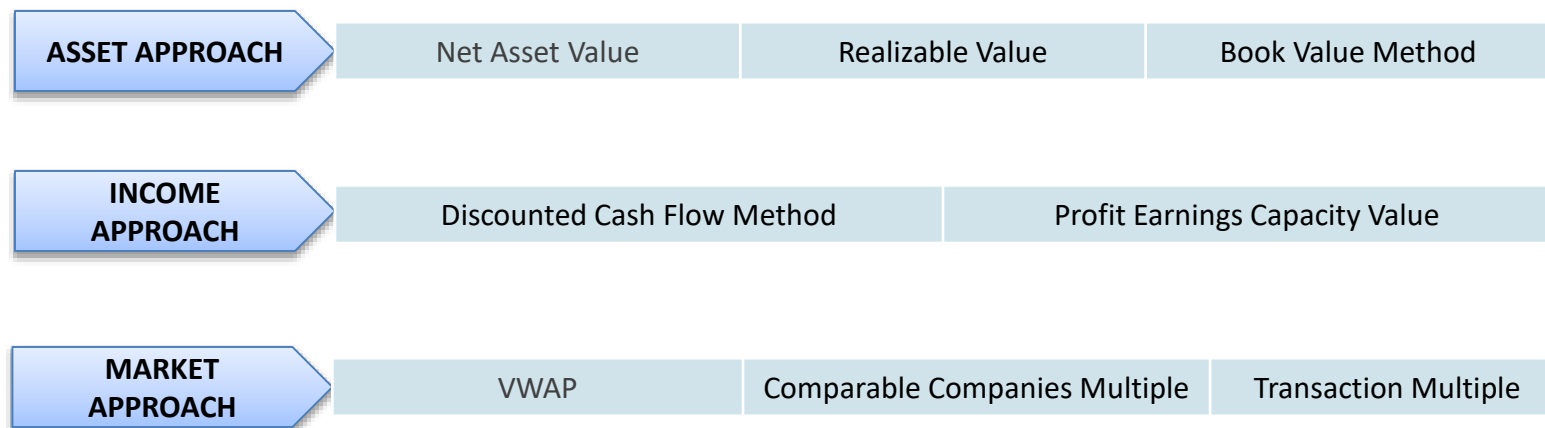 ASSET APPROACH
Net Asset Value
Realizable Value
Book Value Method
INCOME
APPROACH
Discounted Cash Flow Method
Profit Earnings Capacity Value
MARKET
APPROACH
VWAP
Comparable Companies Multiple
Transaction Multiple